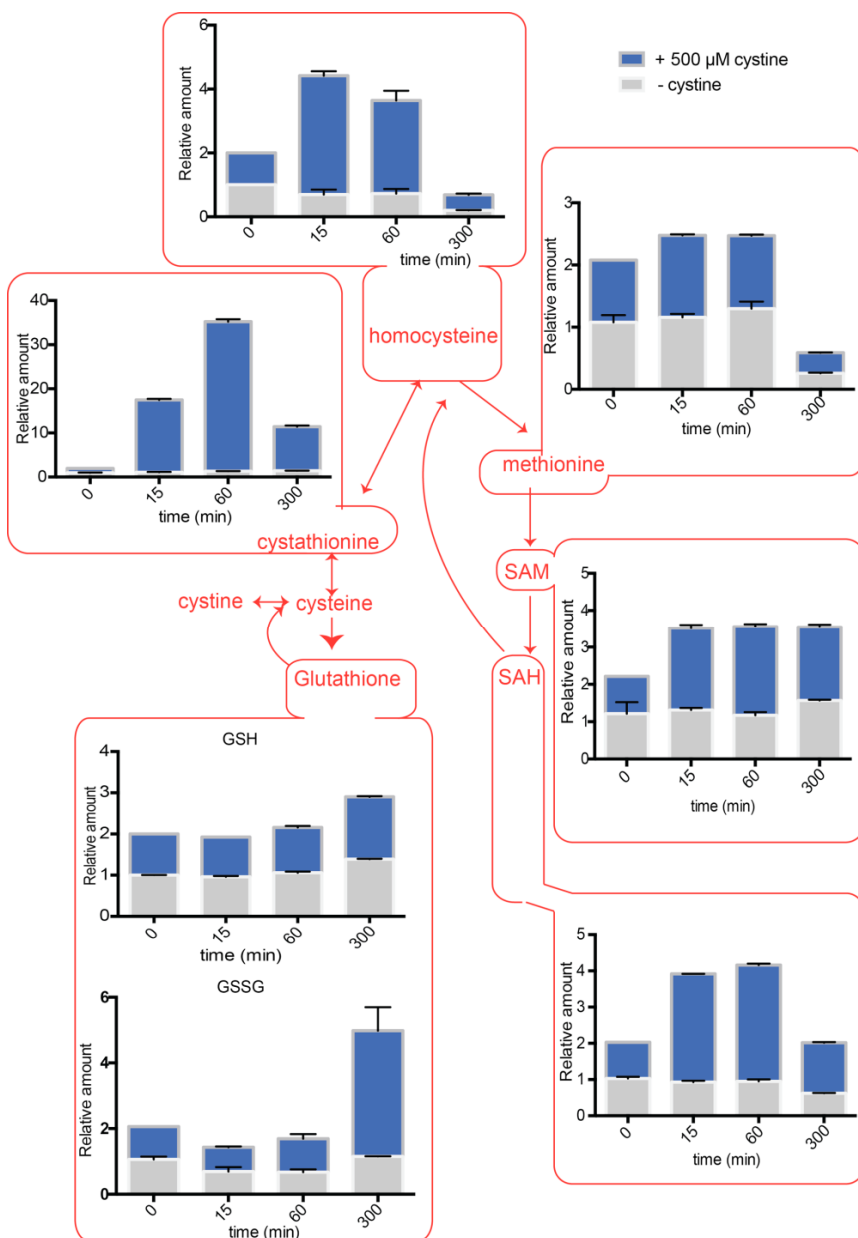 6
4
2
0
Relative amount
0
15
60
300
time (min)
+ 500 µM cystine
- cystine
3
2
1
0
Relative amount
0
15
60
300
time (min)
40
30
20
10
0
Relative amount
0
15
60
300
time (min)
homocysteine
methionine
cystathionine
SAM
cystine
cysteine
Glutathione
SAH
5
4
3
2
1
0
Relative amount
0
15
60
300
time (min)
GSH
4
3
2
1
0
Relative amount
0
15
60
300
time (min)
GSSG
6
4
2
0
Relative amount
0
15
60
300
time (min)
5
4
3
2
1
0
Relative amount
0
15
60
300
time (min)